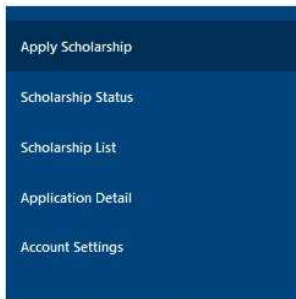 Apply Scholarship
Scholarship Status
Scholarship List
Application Detail
Account Settings